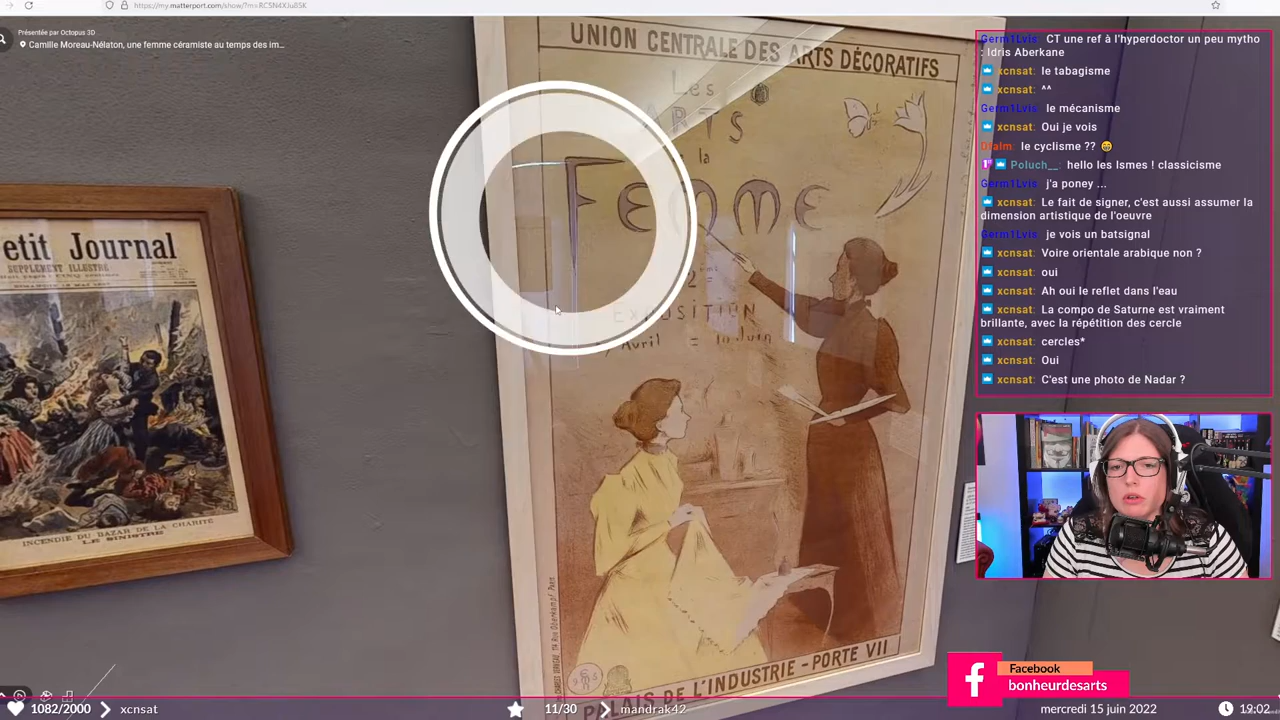 https://my.matterport.com/show/?m=RCSN4XJuBSK
Présentée par Octopus 3D
Camille Moreau-Nélaton, une femme céramiste au temps des im...
Petit Journal
SUPPLÉMENT ILLUSTRÉ
INCENDIE DU BAZAR DE LA CHARITÉ
LE SINISTRE
UNION CENTRALE DES ARTS DÉCORATIFS
Les
ARTS
de la
Femme
2ème
EXPOSITION
Avril = 10 Juin
PALAIS DE L'INDUSTRIE - PORTE VII
Germ1Lvis: CT une ref à l'hyperdoctor un peu mytho
: Idris Aberkane
xcnsat: le tabagisme
xcnsat: ^^
Germ1Lvis: le mécanisme
xcnsat: Oui je vois
Dialm: le cyclisme ?? 😁
Poluch__: hello les Ismes ! classicisme
Germ1Lvis: j'a poney ...
xcnsat: Le fait de signer, c'est aussi assumer la
dimension artistique de l'oeuvre
Germ1Lvis: je vois un batsignal
xcnsat: Voire orientale arabique non ?
xcnsat: oui
xcnsat: Ah oui le reflet dans l'eau
xcnsat: La compo de Saturne est vraiment
brillante, avec la répétition des cercle
xcnsat: cercles*
xcnsat: Oui
xcnsat: C'est une photo de Nadar ?
Facebook
bonheurdesarts
1082/2000
xcnsat
11/30
mandrak42
mercredi 15 juin 2022
19:02